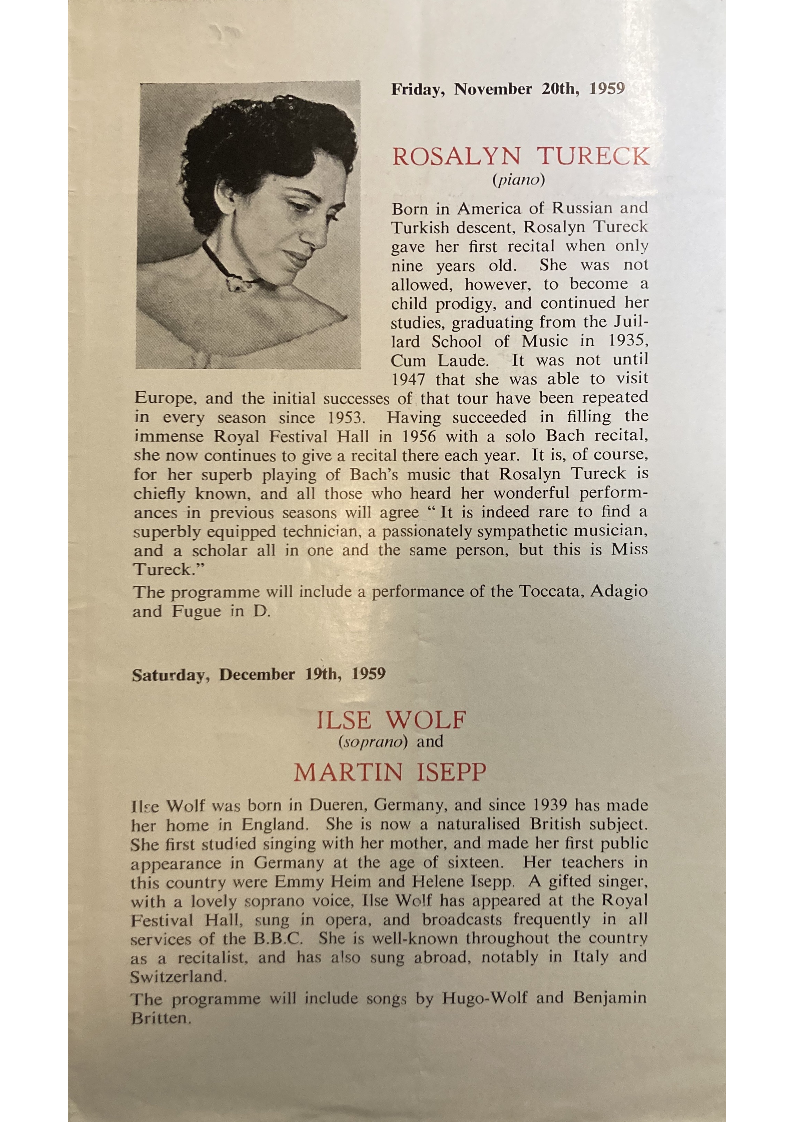 Friday, November 20th, 1959
ROSALYN TURECK
(piano)
Born in America of Russian and
Turkish descent, Rosalyn Tureck
gave her first recital when only
nine years old. She was not
allowed, however, to become a
child prodigy, and continued her
studies, graduating from the Juil-
lard School of Music in 1935,
Cum Laude. It was not until
1947 that she was able to visit
Europe, and the initial successes of that tour have been repeated
in every season since 1953. Having succeeded in filling the
immense Royal Festival Hall in 1956 with a solo Bach recital,
she now continues to give a recital there each year. It is, of course,
for her superb playing of Bach's music that Rosalyn Tureck is
chiefly known, and all those who heard her wonderful perform-
ances in previous seasons will agree “ It is indeed rare to find a
superbly equipped technician, a passionately sympathetic musician,
and a scholar all in one and the same person, but this is Miss
Tureck.”
The programme will include a performance of the Toccata, Adagio
and Fugue in D.
Saturday, December 19th, 1959
ILSE WOLF
(soprano) and
MARTIN ISEPP
Ilse Wolf was born in Dueren, Germany, and since 1939 has made
her home in England. She is now a naturalised British subject.
She first studied singing with her mother, and made her first public
appearance in Germany at the age of sixteen. Her teachers in
this country were Emmy Heim and Helene Isepp. A gifted singer,
with a lovely soprano voice, Ilse Wolf has appeared at the Royal
Festival Hall, sung in opera, and broadcasts frequently in all
services of the B.B.C. She is well-known throughout the country
as a recitalist, and has also sung abroad, notably in Italy and
Switzerland.
The programme will include songs by Hugo-Wolf and Benjamin
Britten.